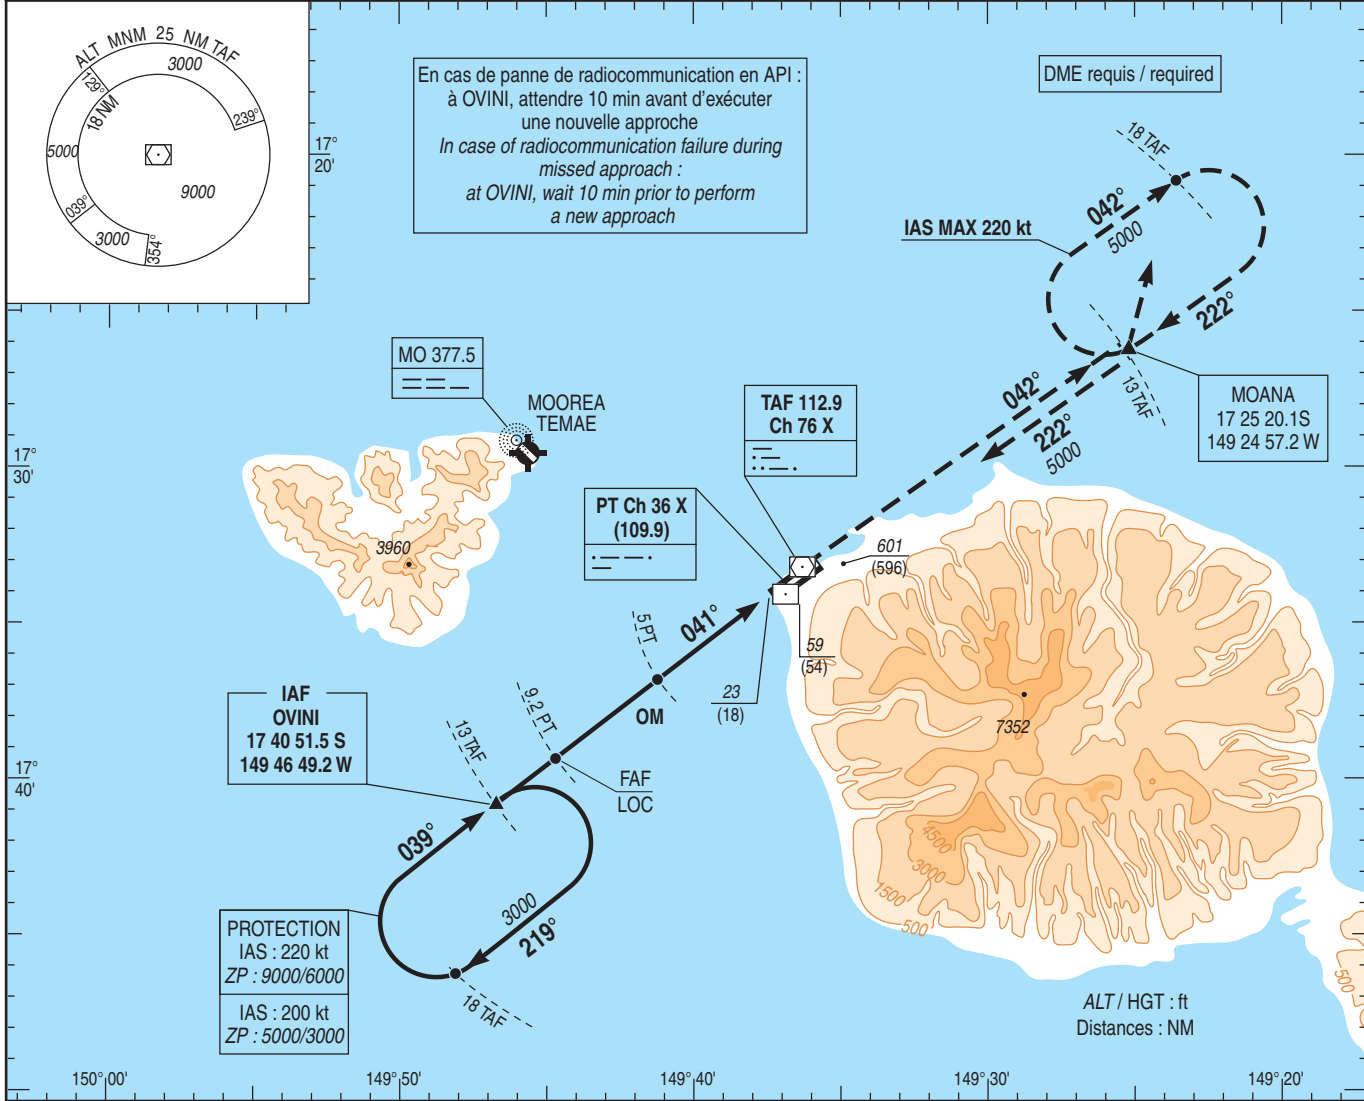 ALT MNM 25 NM TAF
3000
129°
18 NM
239°
5000
9000
039°
3000
354°
En cas de panne de radiocommunication en API :
à OVINI, attendre 10 min avant d'exécuter
une nouvelle approche
In case of radiocommunication failure during
missed approach :
at OVINI, wait 10 min prior to perform
a new approach
DME requis / required
17°
20'
18 TAF
042°
5000
IAS MAX 220 kt
222°
MO 377.5
MOOREA
TEMAE
TAF 112.9
Ch 76 X
042°
222°
5000
13 TAF
MOANA
17 25 20.1S
149 24 57.2 W
17°
30'
PT Ch 36 X
(109.9)
3960
601
(596)
5 PT
041°
59
(54)
23
(18)
OM
IAF
OVINI
17 40 51.5 S
149 46 49.2 W
9.2 PT
13 TAF
FAF
LOC
7352
17°
40'
039°
3000
219°
4500
3000
1500
500
PROTECTION
IAS : 220 kt
ZP : 9000/6000
IAS : 200 kt
ZP : 5000/3000
18 TAF
500
ALT / HGT : ft
Distances : NM
150° 00'
149° 50'
149° 40'
149° 30'
149° 20'